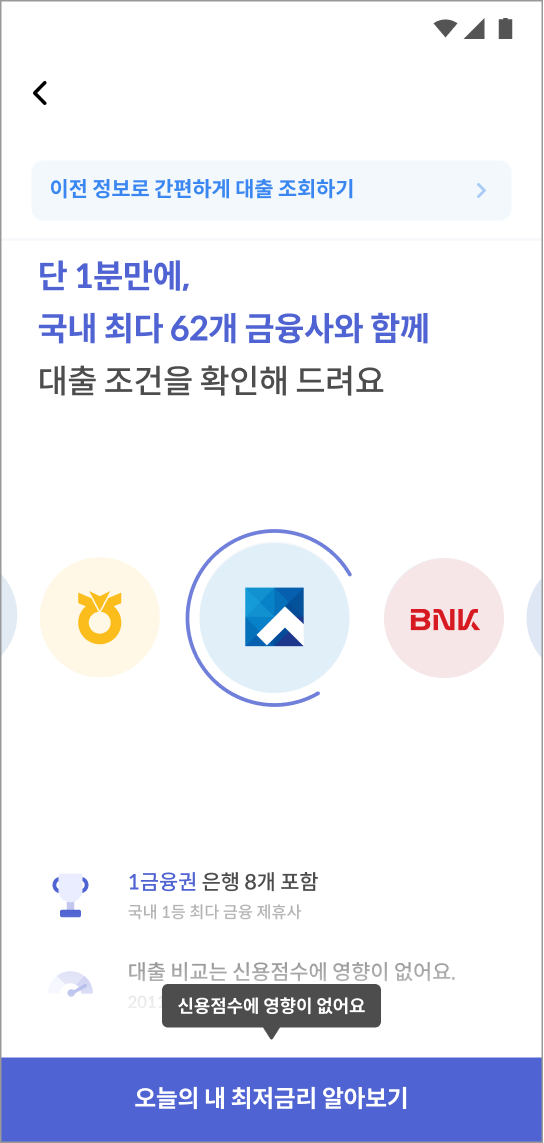 이전 정보로 간편하게 대출 조회하기
단 1분만에,
국내 최다 62개 금융사와 함께
대출 조건을 확인해 드려요
BNK
1금융권 은행 8개 포함
국내 1등 최다 금융 제휴사
대출 비교는 신용점수에 영향이 없어요.
신용점수에 영향이 없어요
오늘의 내 최저금리 알아보기